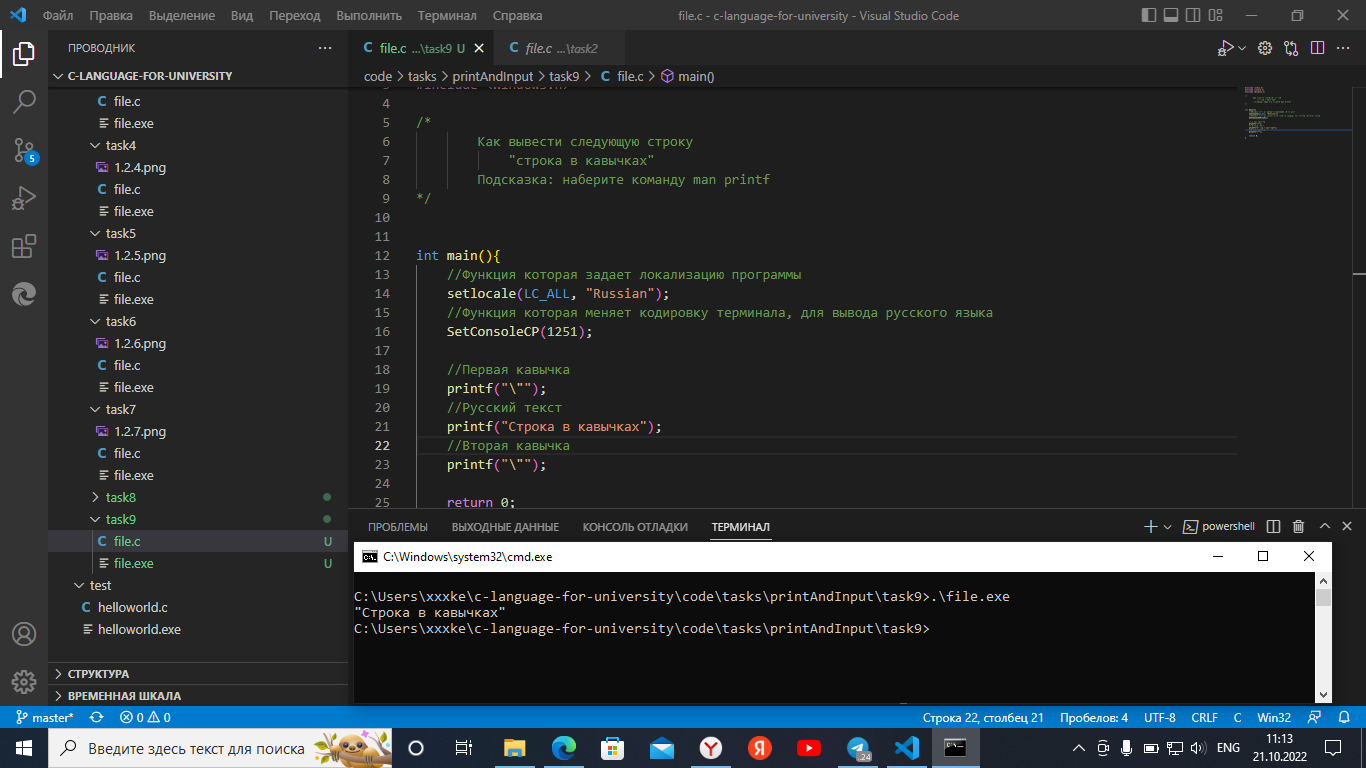 Файл Правка Выделение Вид Переход Выполнить Терминал Справка file.c - c-language-for-university - Visual Studio Code
ПРОВОДНИК
C-LANGUAGE-FOR-UNIVERSITY
file.c
file.exe
task4
1.2.4.png
file.c
file.exe
task5
1.2.5.png
file.c
file.exe
task6
1.2.6.png
file.c
file.exe
task7
1.2.7.png
file.c
file.exe
task8
task9
file.c U
file.exe U
test
helloworld.c
helloworld.exe
СТРУКТУРА
ВРЕМЕННАЯ ШКАЛА
5
file.c ...\task9 U file.c ...\task2
code > tasks > printAndInput > task9 > C file.c > main()
4
5 /*
6 Как вывести следующую строку
7 "строка в кавычках"
8 Подсказка: наберите команду man printf
9 */
10
11
12 int main(){
13 //Функция которая задает локализацию программы
14 setlocale(LC_ALL, "Russian");
15 //Функция которая меняет кодировку терминала, для вывода русского языка
16 SetConsoleCP(1251);
17
18 //Первая кавычка
19 printf("\"");
20 //Русский текст
21 printf("Строка в кавычках");
22 //Вторая кавычка
23 printf("\"");
24
25 return 0;
ПРОБЛЕМЫ ВЫХОДНЫЕ ДАННЫЕ КОНСОЛЬ ОТЛАДКИ ТЕРМИНАЛ powershell
C:\Windows\system32\cmd.exe
C:\Users\xxxke\c-language-for-university\code\tasks\printAndInput\task9>.\file.exe
"Строка в кавычках"
C:\Users\xxxke\c-language-for-university\code\tasks\printAndInput\task9>
master* 0 0 Строка 22, столбец 21 Пробелов: 4 UTF-8 CRLF C Win32
Введите здесь текст для поиска 24 ENG 11:13
21.10.2022